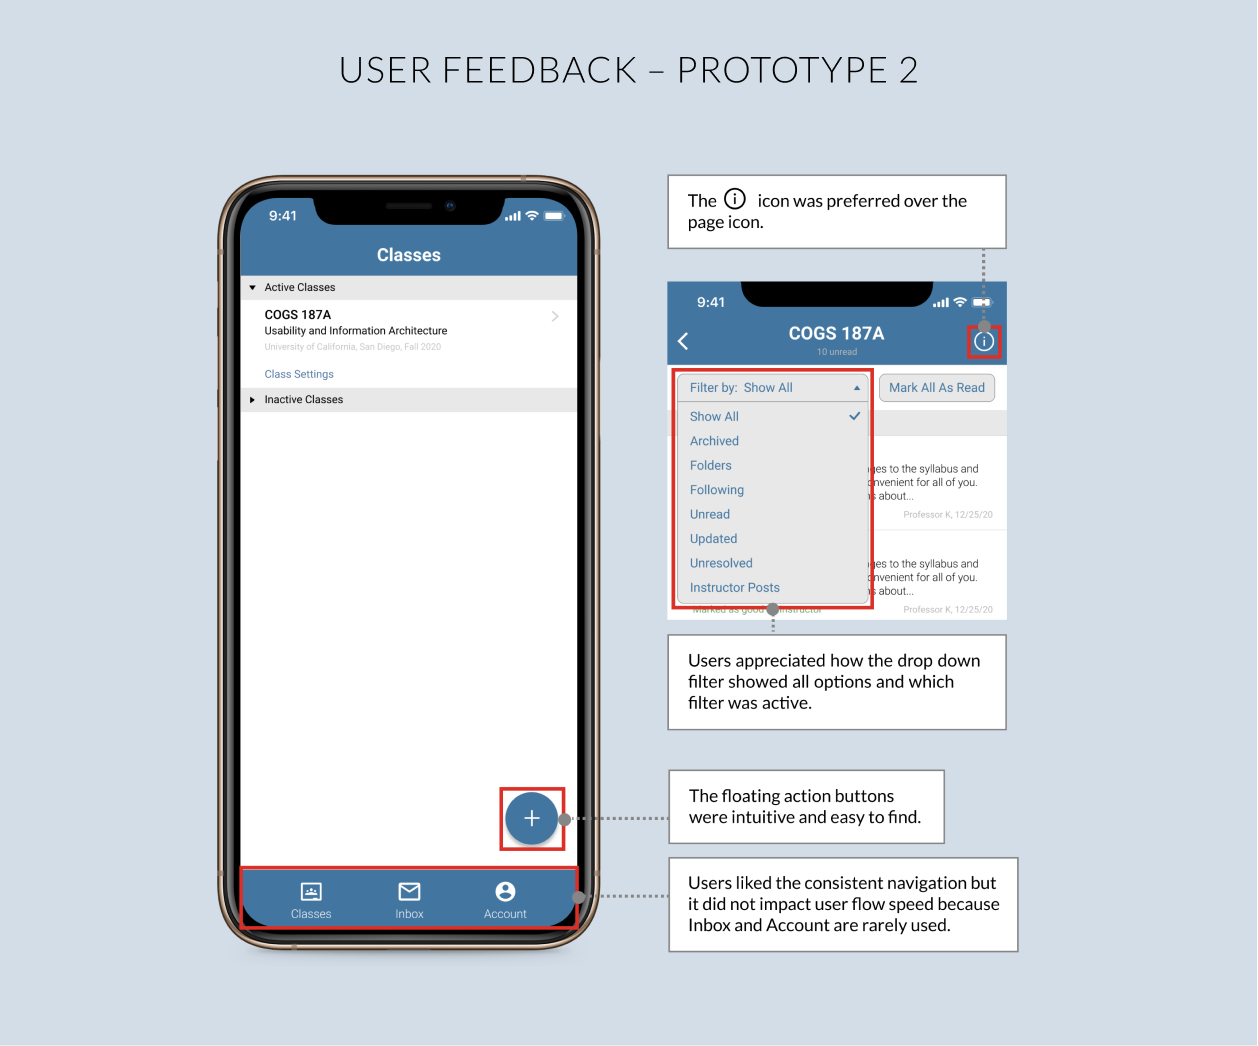 USER FEEDBACK – PROTOTYPE 2
9:41
Classes
Active Classes
COGS 187A
Usability and Information Architecture
University of California, San Diego, Fall 2020
Class Settings
Inactive Classes
Classes
Inbox
Account
The icon was preferred over the
page icon.
9:41
COGS 187A
10 unread
Filter by: Show All
Mark All As Read
Show All
Archived
Folders
Following
Unread
Updated
Unresolved
Instructor Posts
ges to the syllabus and
nvenient for all of you.
s about...
Professor K, 12/25/20
ges to the syllabus and
nvenient for all of you.
s about...
Marked as good
nstructor
Professor K, 12/25/20
Users appreciated how the drop down
filter showed all options and which
filter was active.
The floating action buttons
were intuitive and easy to find.
Users liked the consistent navigation but
it did not impact user flow speed because
Inbox and Account are rarely used.